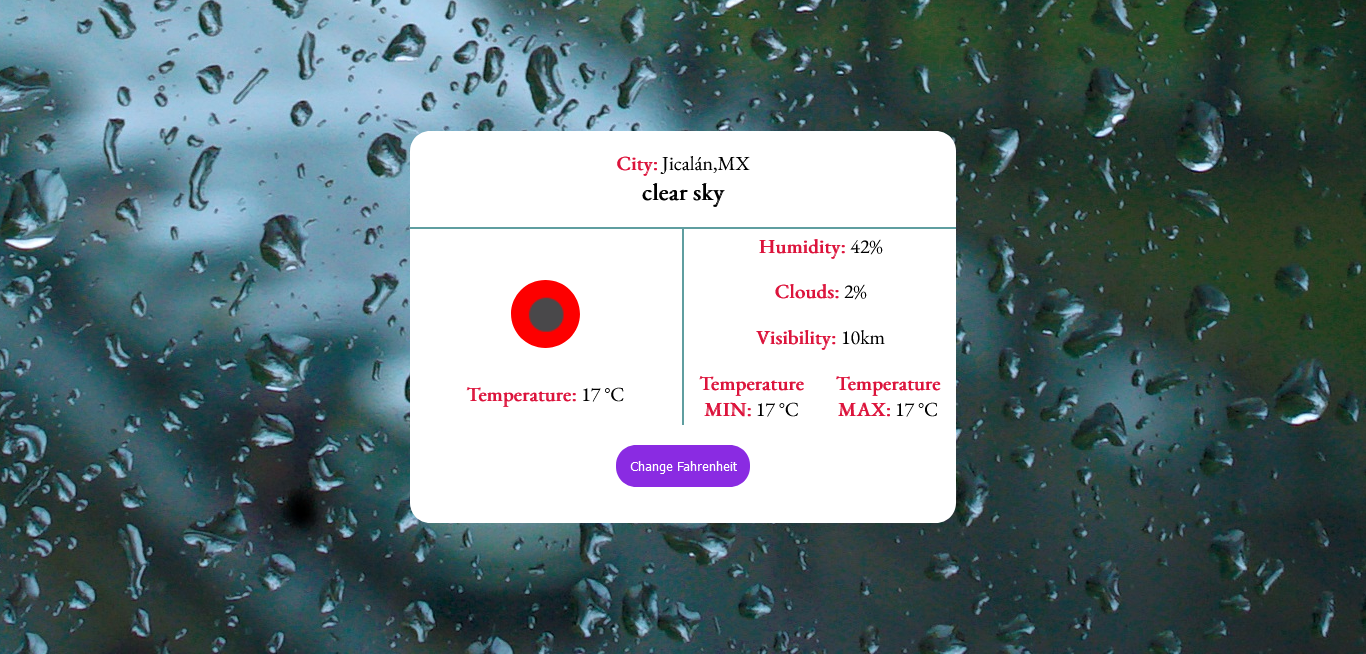 City: Jicalán,MX
clear sky
Temperature: 17 °C
Humidity: 42%
Clouds: 2%
Visibility: 10km
Temperature
MIN: 17 °C
Temperature
MAX: 17 °C
Change Fahrenheit